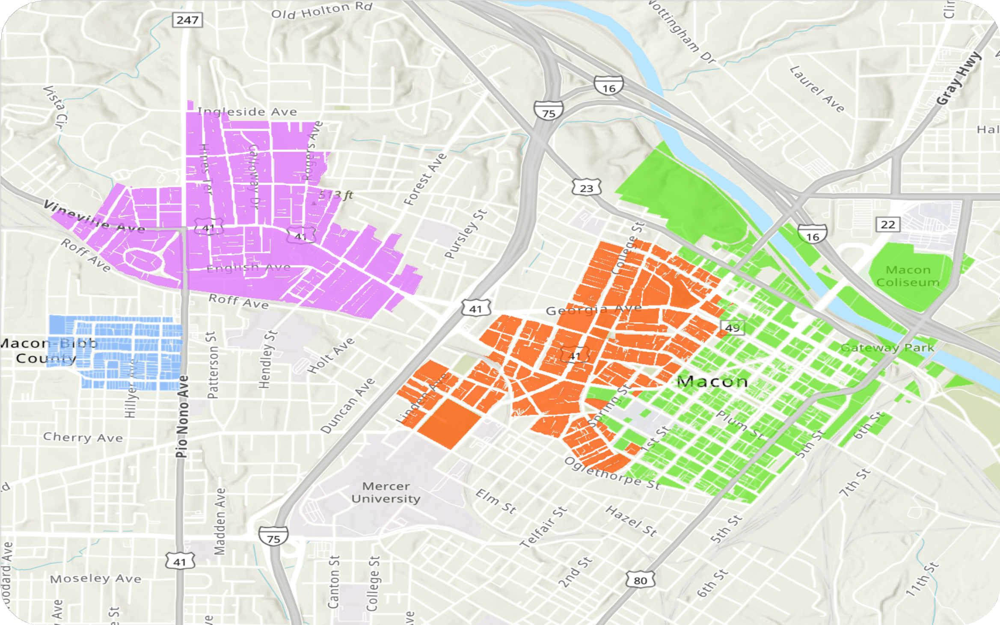 Old Holton Rd
247
Nottingham Dr
Vista Cir
Ingleside Ave
16
75
Laurel Ave
Gray Hwy
Hines Ter
Calloway Dr
Rogers Ave
Forest Ave
513 ft
23
Vineville Ave
41
41
Pursley St
College St
16
22
Roff Ave
English Ave
Macon
Coliseum
Roff Ave
41
Georgia Ave
49
Macon-Bibb
County
Patterson St
Hendley St
Holt Ave
41
Gateway Park
Hillyer Ave
Pio Nono Ave
Duncan Ave
Linden Ave
Macon
Spring St
Plum St
1st St
5th St
6th St
Cherry Ave
Oglethorpe St
Mercer
University
Madden Ave
Elm St
Telfair St
Hazel St
5th St
7th St
75
41
Moseley Ave
Canton St
College St
2nd St
80
6th St
11th St
Ave